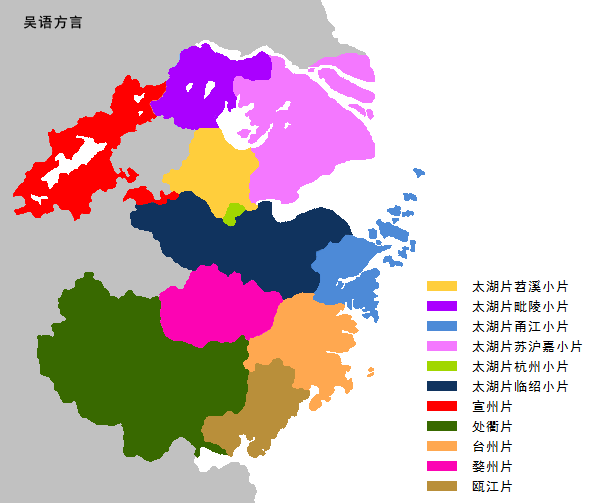 吴语方言
太湖片苕溪小片
太湖片毗陵小片
太湖片甬江小片
太湖片苏沪嘉小片
太湖片杭州小片
太湖片临绍小片
宣州片
处衢片
台州片
婺州片
瓯江片